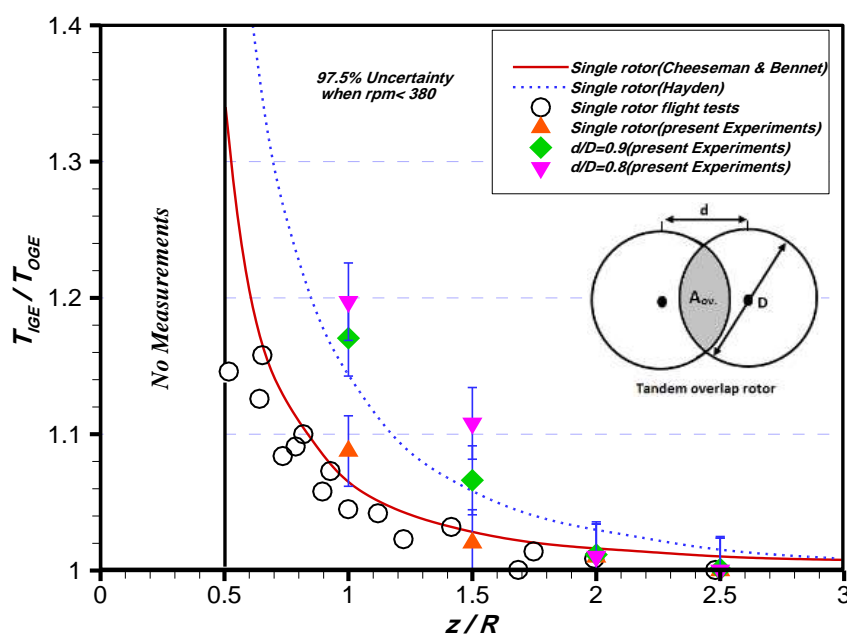 1.4
1.3
1.2
1.1
1
T_IGE / T_OGE
0
0.5
1
1.5
2
2.5
3
z / R
No Measurements
97.5% Uncertainty
when rpm< 380
Single rotor(Cheeseman & Bennet)
Single rotor(Hayden)
Single rotor flight tests
Single rotor(present Experiments)
d/D=0.9(present Experiments)
d/D=0.8(present Experiments)
d
A_ov.
D
Tandem overlap rotor